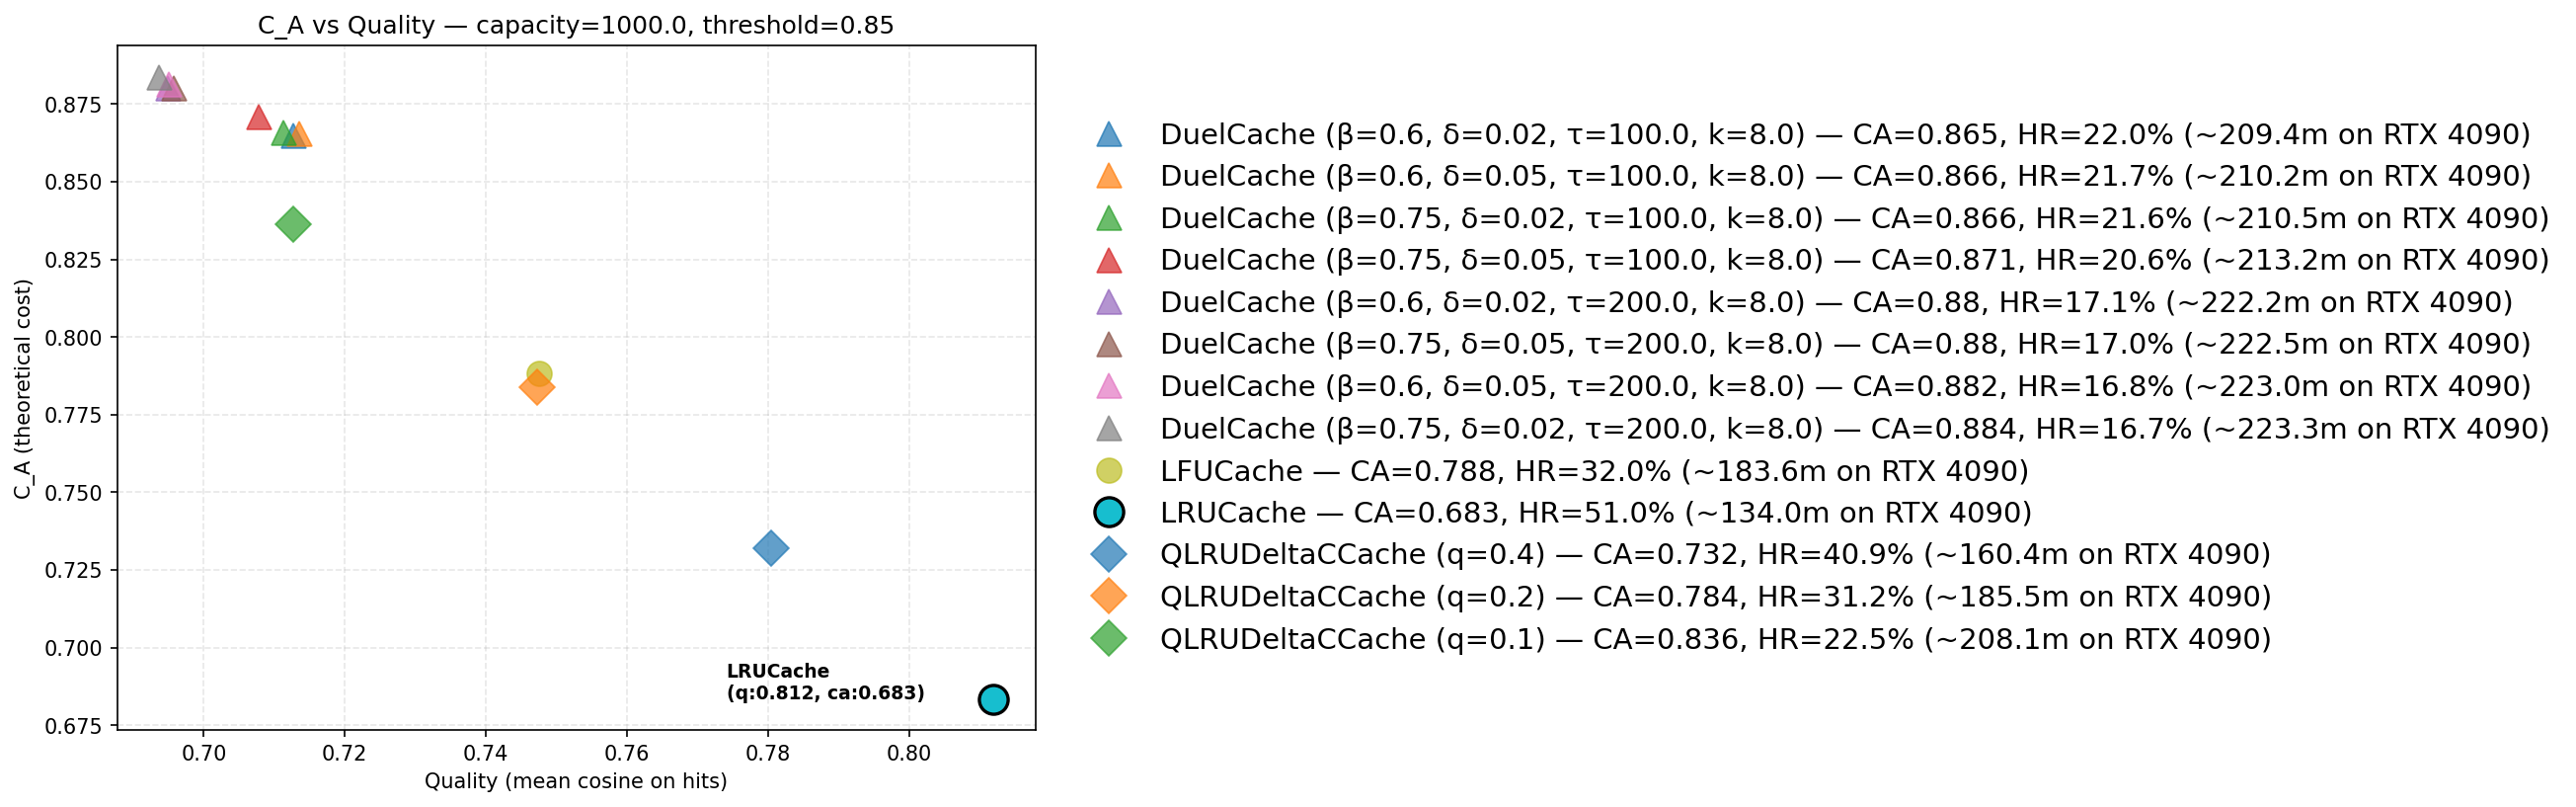 C_A vs Quality — capacity=1000.0, threshold=0.85
C_A (theoretical cost)
0.875
0.850
0.825
0.800
0.775
0.750
0.725
0.700
0.675
LRUCache
(q:0.812, ca:0.683)
0.70 0.72 0.74 0.76 0.78 0.80
Quality (mean cosine on hits)
DuelCache (β=0.6, δ=0.02, τ=100.0, k=8.0) — CA=0.865, HR=22.0% (~209.4m on RTX 4090)
DuelCache (β=0.6, δ=0.05, τ=100.0, k=8.0) — CA=0.866, HR=21.7% (~210.2m on RTX 4090)
DuelCache (β=0.75, δ=0.02, τ=100.0, k=8.0) — CA=0.866, HR=21.6% (~210.5m on RTX 4090)
DuelCache (β=0.75, δ=0.05, τ=100.0, k=8.0) — CA=0.871, HR=20.6% (~213.2m on RTX 4090)
DuelCache (β=0.6, δ=0.02, τ=200.0, k=8.0) — CA=0.88, HR=17.1% (~222.2m on RTX 4090)
DuelCache (β=0.75, δ=0.05, τ=200.0, k=8.0) — CA=0.88, HR=17.0% (~222.5m on RTX 4090)
DuelCache (β=0.6, δ=0.05, τ=200.0, k=8.0) — CA=0.882, HR=16.8% (~223.0m on RTX 4090)
DuelCache (β=0.75, δ=0.02, τ=200.0, k=8.0) — CA=0.884, HR=16.7% (~223.3m on RTX 4090)
LFUCache — CA=0.788, HR=32.0% (~183.6m on RTX 4090)
LRUCache — CA=0.683, HR=51.0% (~134.0m on RTX 4090)
QLRUDeltaCCache (q=0.4) — CA=0.732, HR=40.9% (~160.4m on RTX 4090)
QLRUDeltaCCache (q=0.2) — CA=0.784, HR=31.2% (~185.5m on RTX 4090)
QLRUDeltaCCache (q=0.1) — CA=0.836, HR=22.5% (~208.1m on RTX 4090)